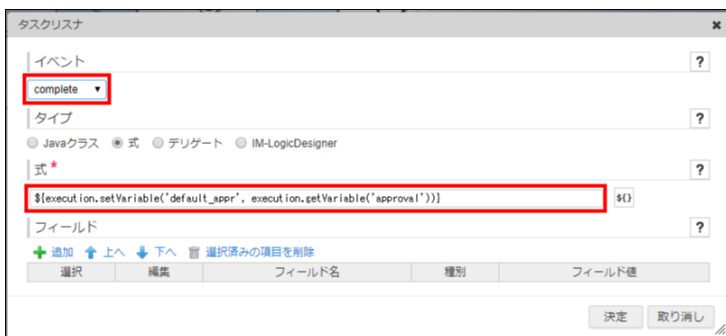 タスクリスナ ×
イベント ?
complete ▼
タイプ ?
Javaクラス 式 デリゲート IM-LogicDesigner
式* ?
${execution.setVariable('default_appr', execution.getVariable('approval'))} ${}
フィールド ?
追加 上へ 下へ 選択済みの項目を削除
選択 編集 フィールド名 種別 フィールド値
決定 取り消し